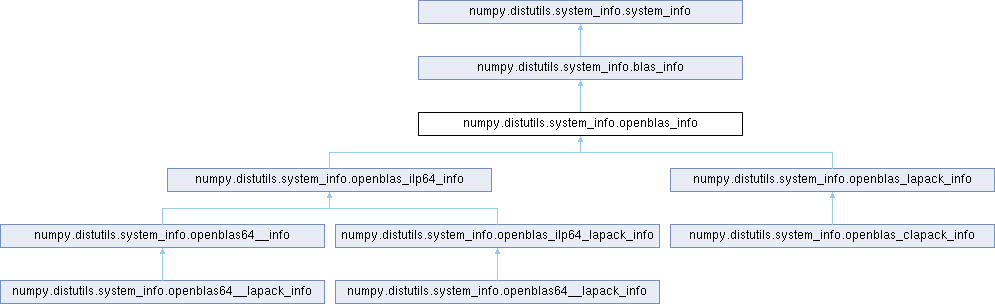 numpy.distutils.system_info.system_info
numpy.distutils.system_info.blas_info
numpy.distutils.system_info.openblas_info
numpy.distutils.system_info.openblas_ilp64_info
numpy.distutils.system_info.openblas_lapack_info
numpy.distutils.system_info.openblas64__info
numpy.distutils.system_info.openblas_ilp64_lapack_info
numpy.distutils.system_info.openblas_clapack_info
numpy.distutils.system_info.openblas64__lapack_info
numpy.distutils.system_info.openblas64__lapack_info